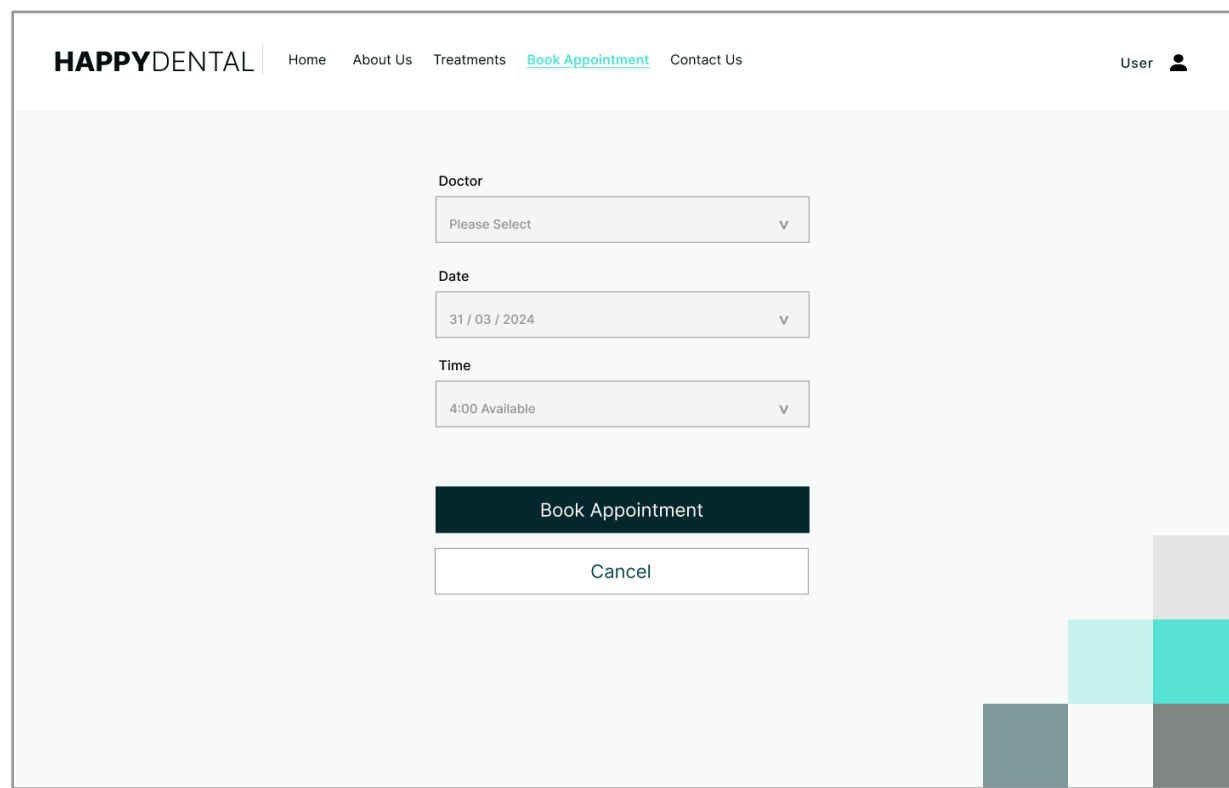 HAPPYDENTAL Home About Us Treatments Book Appointment Contact Us User
Doctor
Please Select v
Date
31 / 03 / 2024 v
Time
4:00 Available v
Book Appointment
Cancel